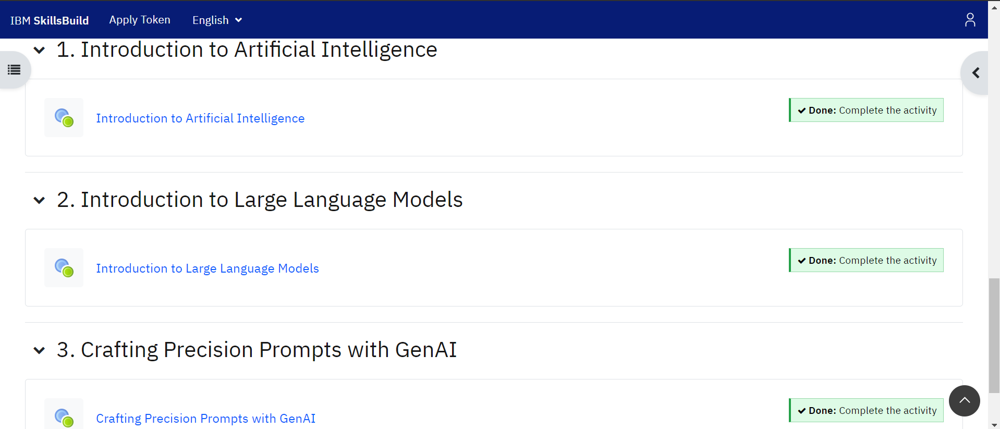 IBM SkillsBuild Apply Token English
1. Introduction to Artificial Intelligence
Introduction to Artificial Intelligence
Done: Complete the activity
2. Introduction to Large Language Models
Introduction to Large Language Models
Done: Complete the activity
3. Crafting Precision Prompts with GenAI
Crafting Precision Prompts with GenAI
Done: Complete the activity